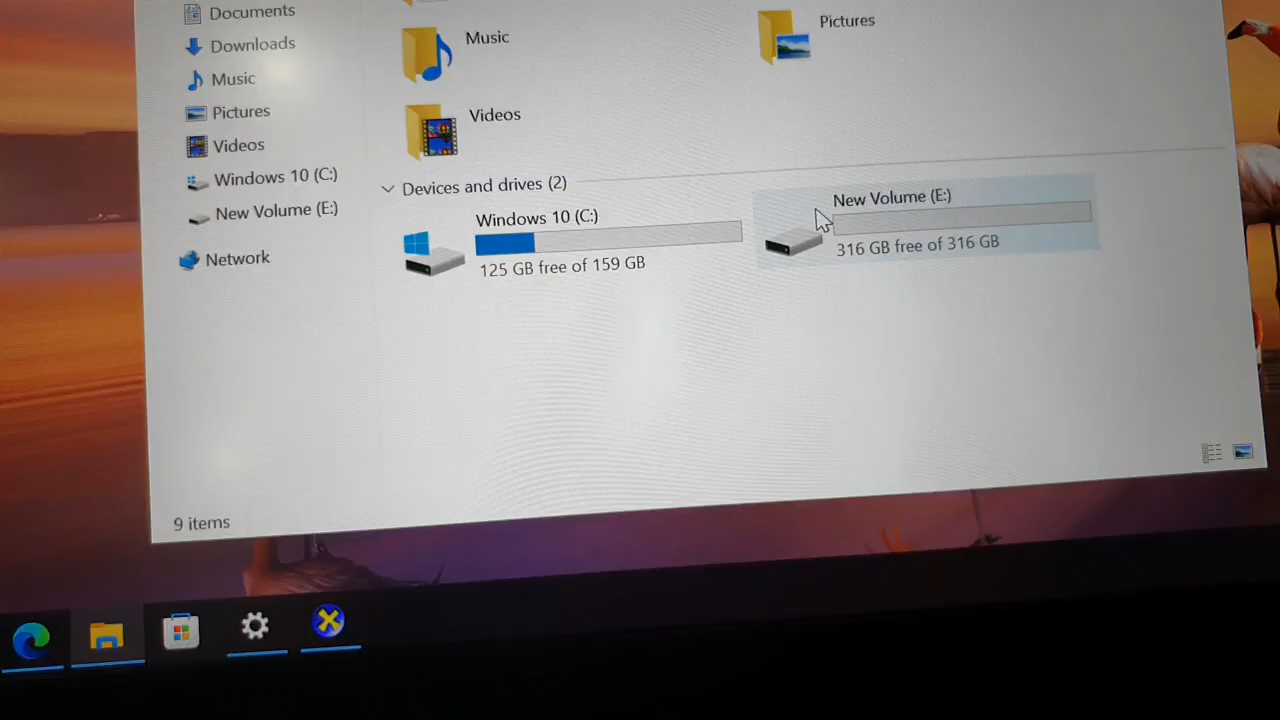 Documents
Downloads
Music
Pictures
Videos
Windows 10 (C:)
New Volume (E:)
Network
9 items
Music
Pictures
Videos
Devices and drives (2)
Windows 10 (C:)
125 GB free of 159 GB
New Volume (E:)
316 GB free of 316 GB